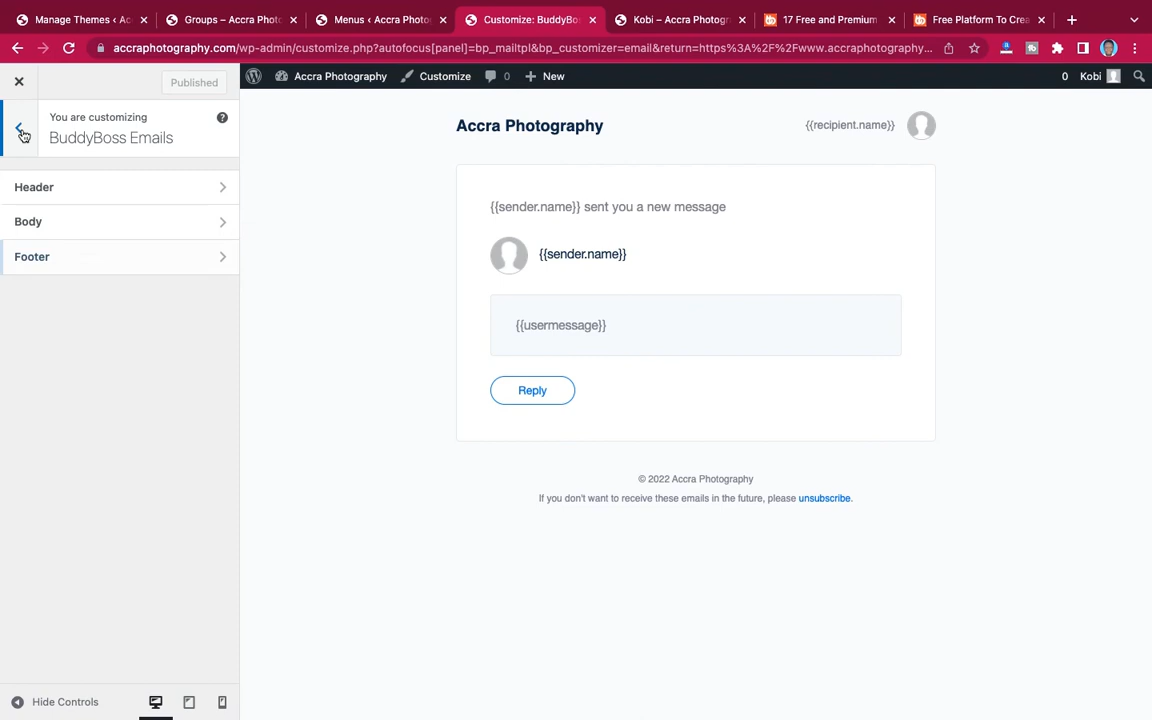 Manage Themes ‹ Ac
Groups – Accra Photo
Menus ‹ Accra Photo
Customize: BuddyBo
Kobi – Accra Photogr
17 Free and Premium
Free Platform To Crea
accraphotography.com/wp-admin/customize.php?autofocus[panel]=bp_mailtpl&bp_customizer=email&return=https%3A%2F%2Fwww.accraphotography...
Published
Accra Photography
Customize
0
New
0
Kobi
You are customizing
BuddyBoss Emails
Header
Body
Footer
Accra Photography
{{recipient.name}}
{{sender.name}} sent you a new message
{{sender.name}}
{{usermessage}}
Reply
© 2022 Accra Photography
If you don't want to receive these emails in the future, please unsubscribe.
Hide Controls